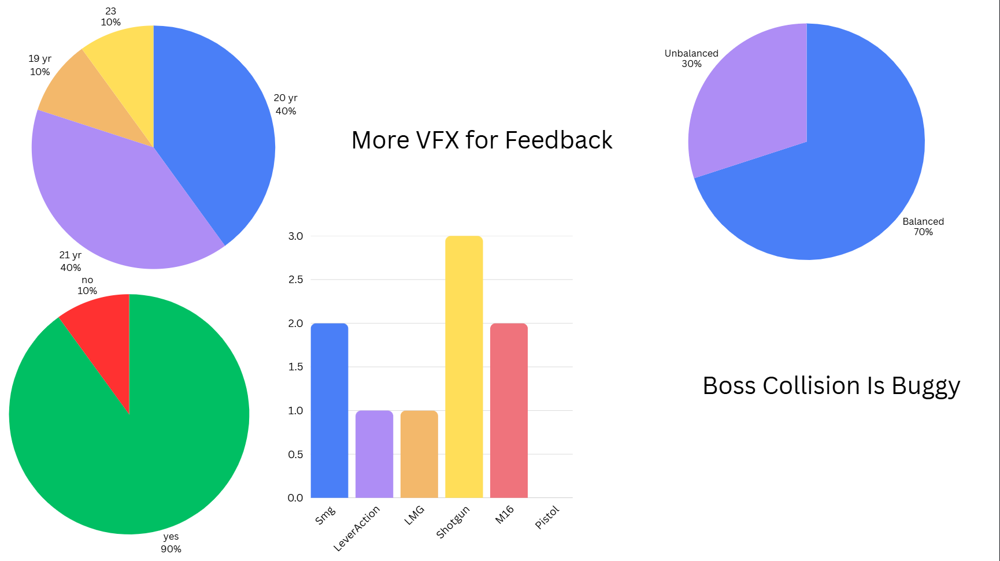 23
10%
19 yr
10%
20 yr
40%
21 yr
40%
More VFX for Feedback
Unbalanced
30%
Balanced
70%
no
10%
yes
90%
3.0
2.5
2.0
1.5
1.0
0.5
0.0
Smg
LeverAction
LMG
Shotgun
M16
Pistol
Boss Collision Is Buggy